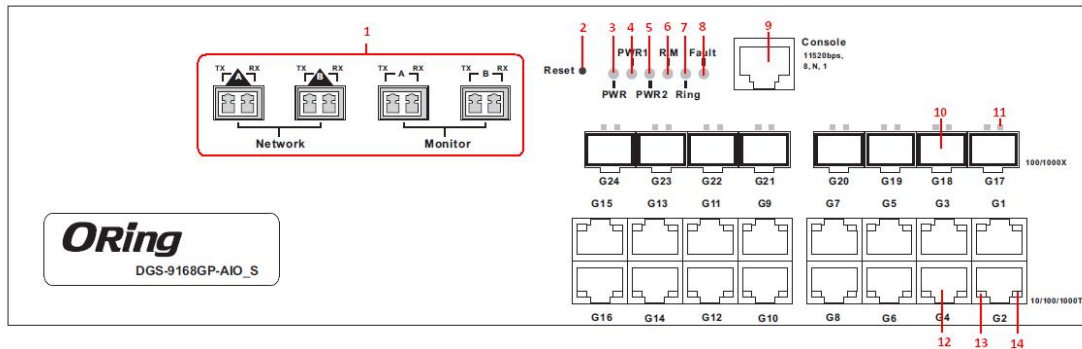 1 2 3 4 5 6 7 8 9
PWR1 RM Fault
Console
11520bps,
8, N, 1
TX A RX TX B RX TX A RX TX B RX
Reset
PWR PWR2 Ring
10 11
Network Monitor
100/1000X
G24 G23 G22 G21 G20 G19 G18 G17
G15 G13 G11 G9 G7 G5 G3 G1
ORing
DGS-9168GP-AIO_S
10/100/1000T
G16 G14 G12 G10 G8 G6 G4 G2
12 13 14